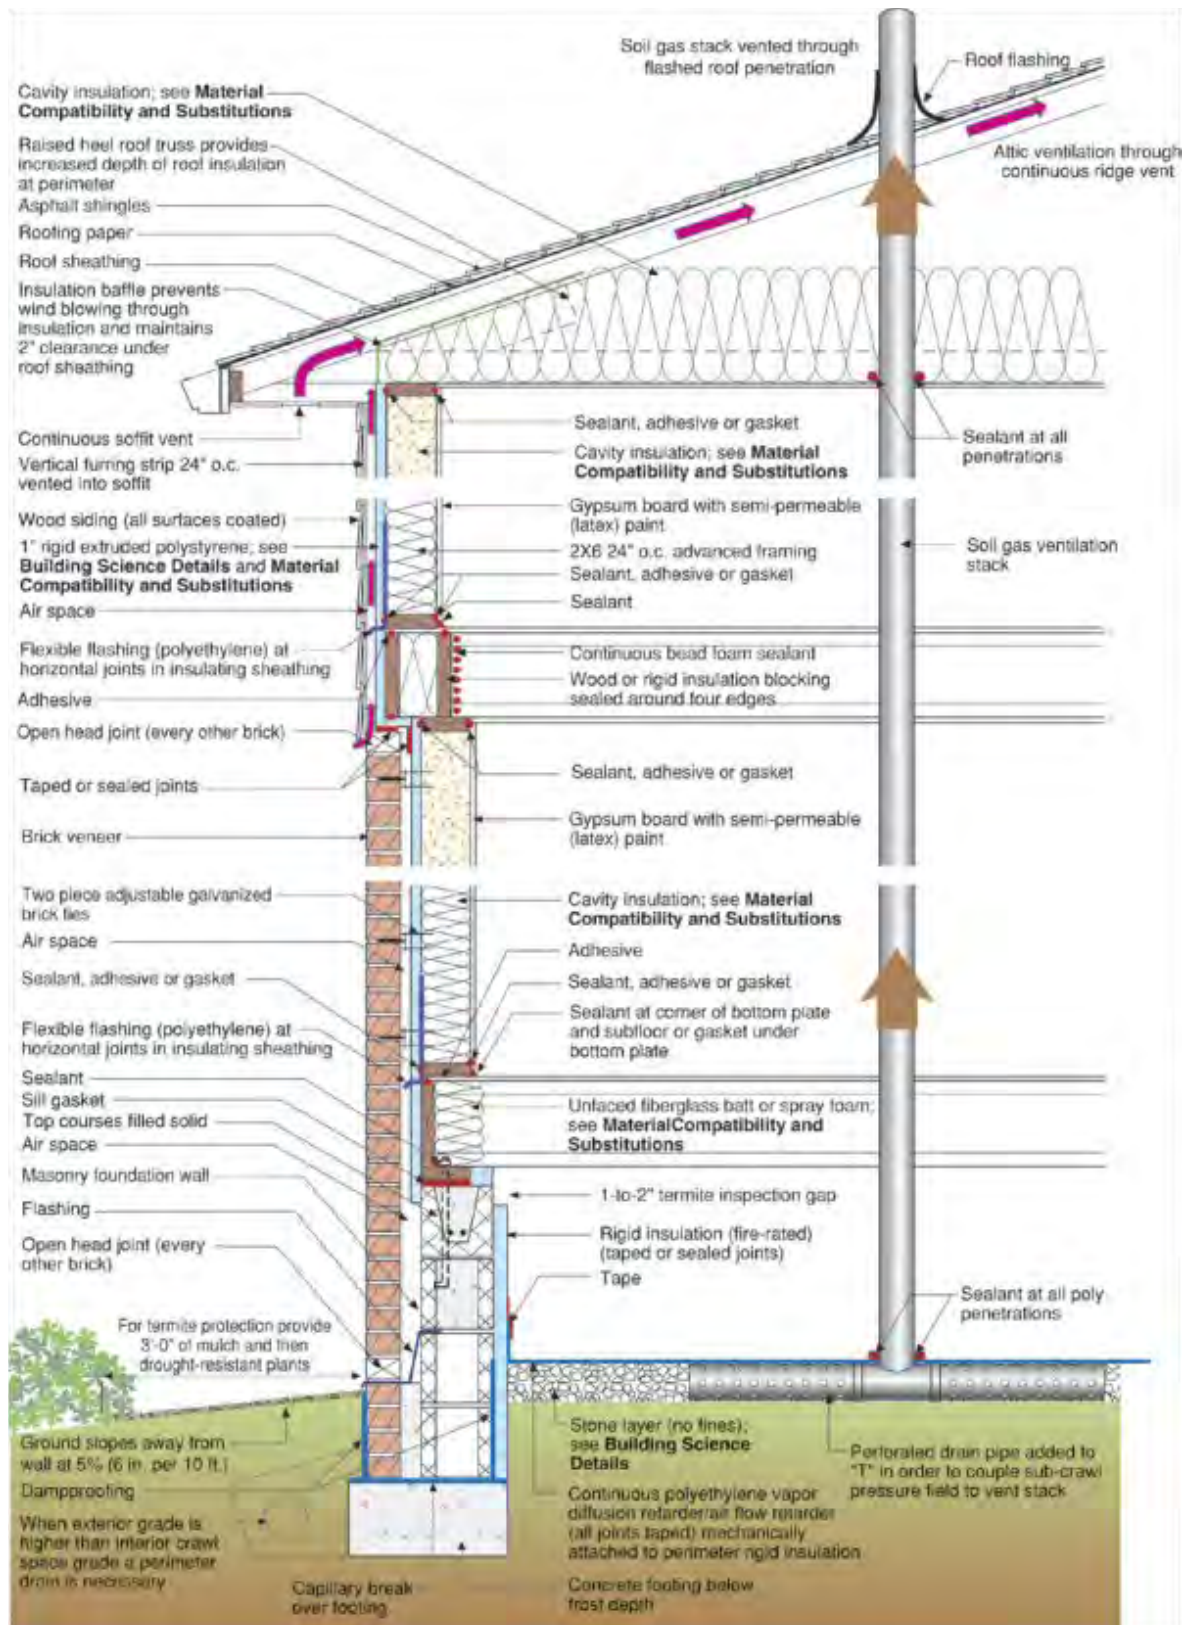 Soil gas stack vented through
flashed roof penetration
Roof flashing
Attic ventilation through
continuous ridge vent
Cavity insulation; see Material
Compatibility and Substitutions
Raised heel roof truss provides
increased depth of roof insulation
at perimeter
Asphalt shingles
Roofing paper
Roof sheathing
Insulation baffle prevents
wind blowing through
insulation and maintains
2" clearance under
roof sheathing
Continuous soffit vent
Vertical furring strip 24" o.c.
vented into soffit
Wood siding (all surfaces coated)
1" rigid extruded polystyrene; see
Building Science Details and Material
Compatibility and Substitutions
Air space
Flexible flashing (polyethylene) at
horizontal joints in insulating sheathing
Adhesive
Open head joint (every other brick)
Taped or sealed joints
Brick veneer
Two piece adjustable galvanized
brick ties
Air space
Sealant, adhesive or gasket
Flexible flashing (polyethylene) at
horizontal joints in insulating sheathing
Sealant
Sill gasket
Top courses filled solid
Air space
Masonry foundation wall
Flashing
Open head joint (every
other brick)
For termite protection provide
3'-0" of mulch and then
drought-resistant plants
Ground slopes away from
wall at 5% (6 in. per 10 ft.)
Dampproofing
When exterior grade is
higher than interior crawl
space grade a perimeter
drain is necessary
Capillary break
over footing
Sealant, adhesive or gasket
Cavity insulation; see Material
Compatibility and Substitutions
Gypsum board with semi-permeable
(latex) paint
2X6 24" o.c. advanced framing
Sealant, adhesive or gasket
Sealant
Continuous bead foam sealant
Wood or rigid insulation blocking
sealed around four edges
Sealant, adhesive or gasket
Gypsum board with semi-permeable
(latex) paint
Cavity insulation; see Material
Compatibility and Substitutions
Adhesive
Sealant, adhesive or gasket
Sealant at corner of bottom plate
and subfloor or gasket under
bottom plate
Unfaced fiberglass batt or spray foam;
see MaterialCompatibility and
Substitutions
1-to-2" termite inspection gap
Rigid insulation (fire-rated)
(taped or sealed joints)
Tape
Stone layer (no fines);
see Building Science
Details
Continuous polyethylene vapor
diffusion retarder/air flow retarder
(all joints taped) mechanically
attached to perimeter rigid insulation
Concrete footing below
frost depth
Sealant at all
penetrations
Soil gas ventilation
stack
Sealant at all poly
penetrations
Perforated drain pipe added to
"T" in order to couple sub-crawl
pressure field to vent stack